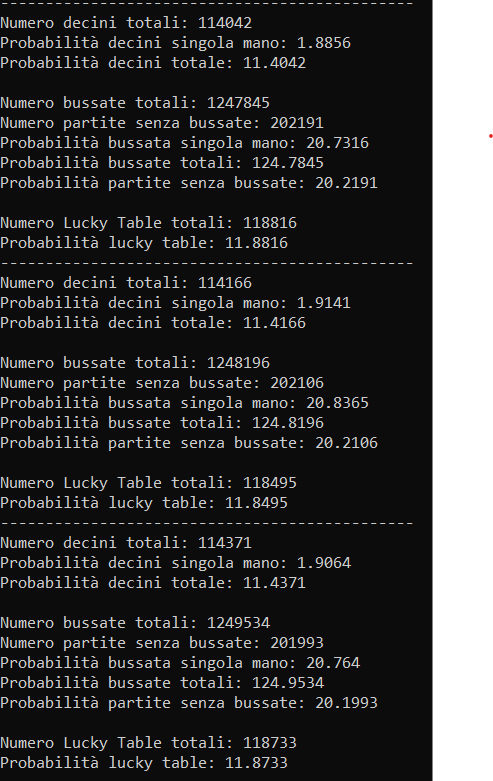 ----------------------------------------------
Numero decini totali: 114042
Probabilità decini singola mano: 1.8856
Probabilità decini totale: 11.4042
Numero bussate totali: 1247845
Numero partite senza bussate: 202191
Probabilità bussata singola mano: 20.7316
Probabilità bussate totali: 124.7845
Probabilità partite senza bussate: 20.2191
Numero Lucky Table totali: 118816
Probabilità lucky table: 11.8816
----------------------------------------------
Numero decini totali: 114166
Probabilità decini singola mano: 1.9141
Probabilità decini totale: 11.4166
Numero bussate totali: 1248196
Numero partite senza bussate: 202106
Probabilità bussata singola mano: 20.8365
Probabilità bussate totali: 124.8196
Probabilità partite senza bussate: 20.2106
Numero Lucky Table totali: 118495
Probabilità lucky table: 11.8495
----------------------------------------------
Numero decini totali: 114371
Probabilità decini singola mano: 1.9064
Probabilità decini totale: 11.4371
Numero bussate totali: 1249534
Numero partite senza bussate: 201993
Probabilità bussata singola mano: 20.764
Probabilità bussate totali: 124.9534
Probabilità partite senza bussate: 20.1993
Numero Lucky Table totali: 118733
Probabilità lucky table: 11.8733